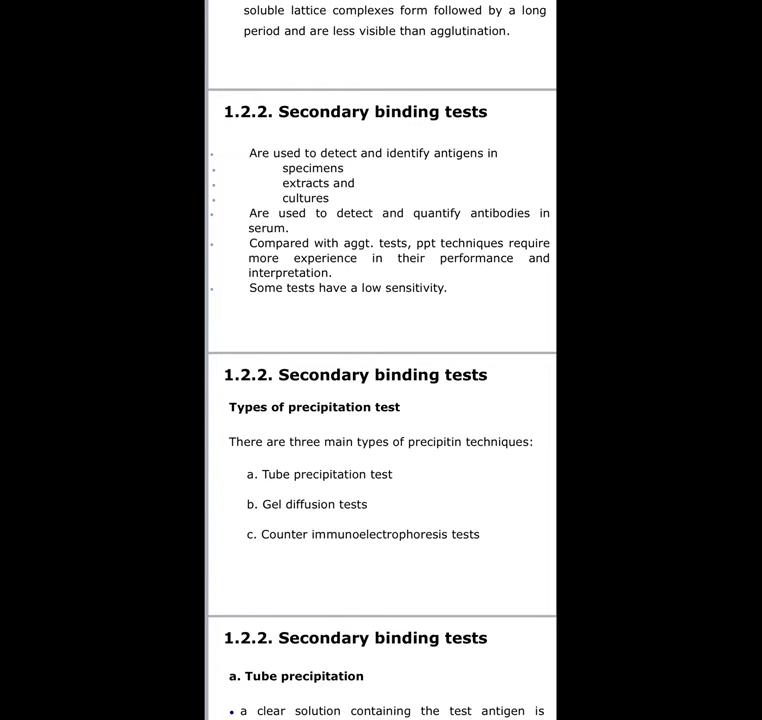 soluble lattice complexes form followed by a long
period and are less visible than agglutination.
1.2.2. Secondary binding tests
• Are used to detect and identify antigens in
• specimens
• extracts and
• cultures
• Are used to detect and quantify antibodies in
serum.
• Compared with aggt. tests, ppt techniques require
more experience in their performance and
interpretation.
• Some tests have a low sensitivity.
1.2.2. Secondary binding tests
Types of precipitation test
There are three main types of precipitin techniques:
a. Tube precipitation test
b. Gel diffusion tests
c. Counter immunoelectrophoresis tests
1.2.2. Secondary binding tests
a. Tube precipitation
• a clear solution containing the test antigen is